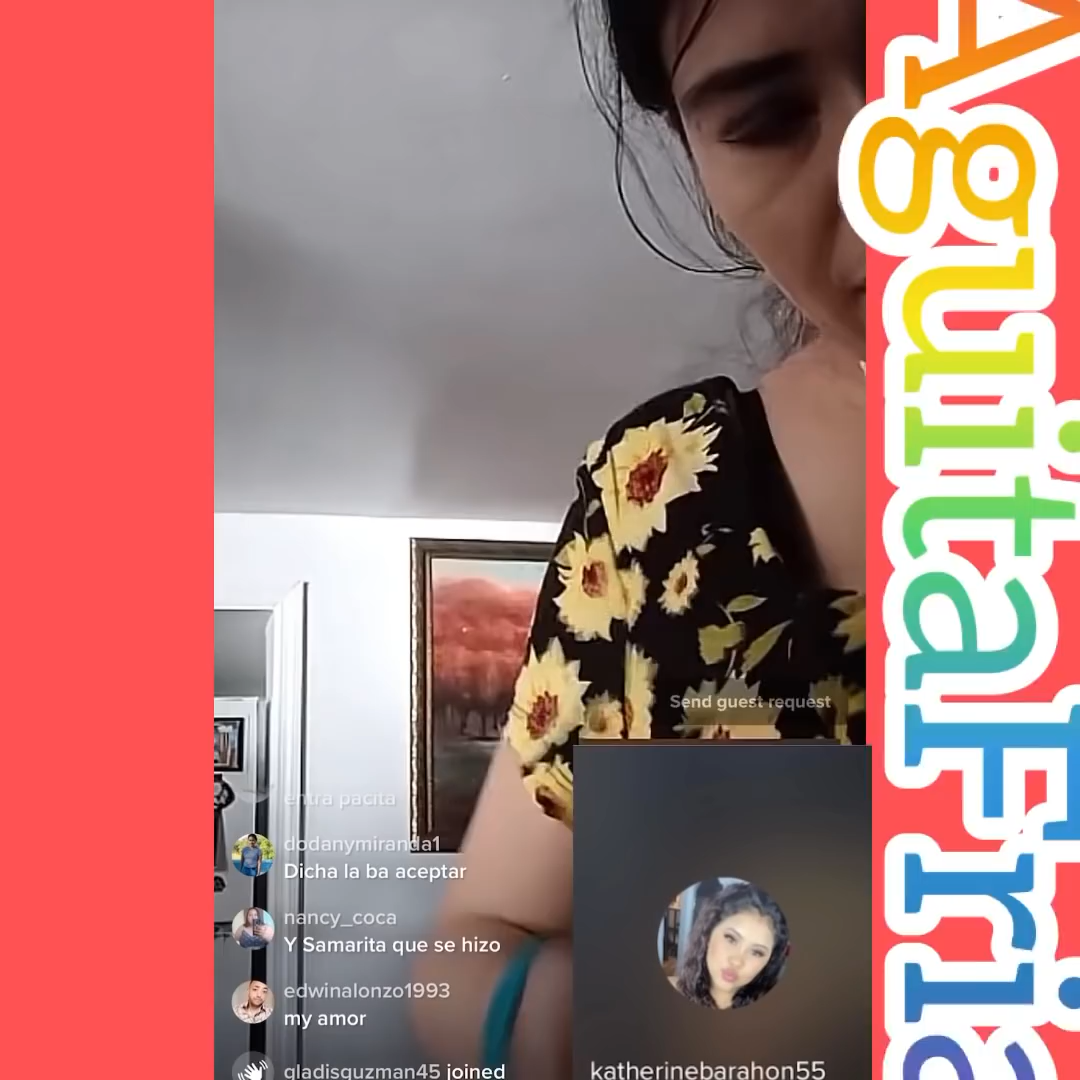 AguitaFria
Send guest request
entra pacita
dodanymiranda1
Dicha la ba aceptar
nancy_coca
Y Samarita que se hizo
edwinalonzo1993
my amor
gladisguzman45 joined
katherinebarahon55